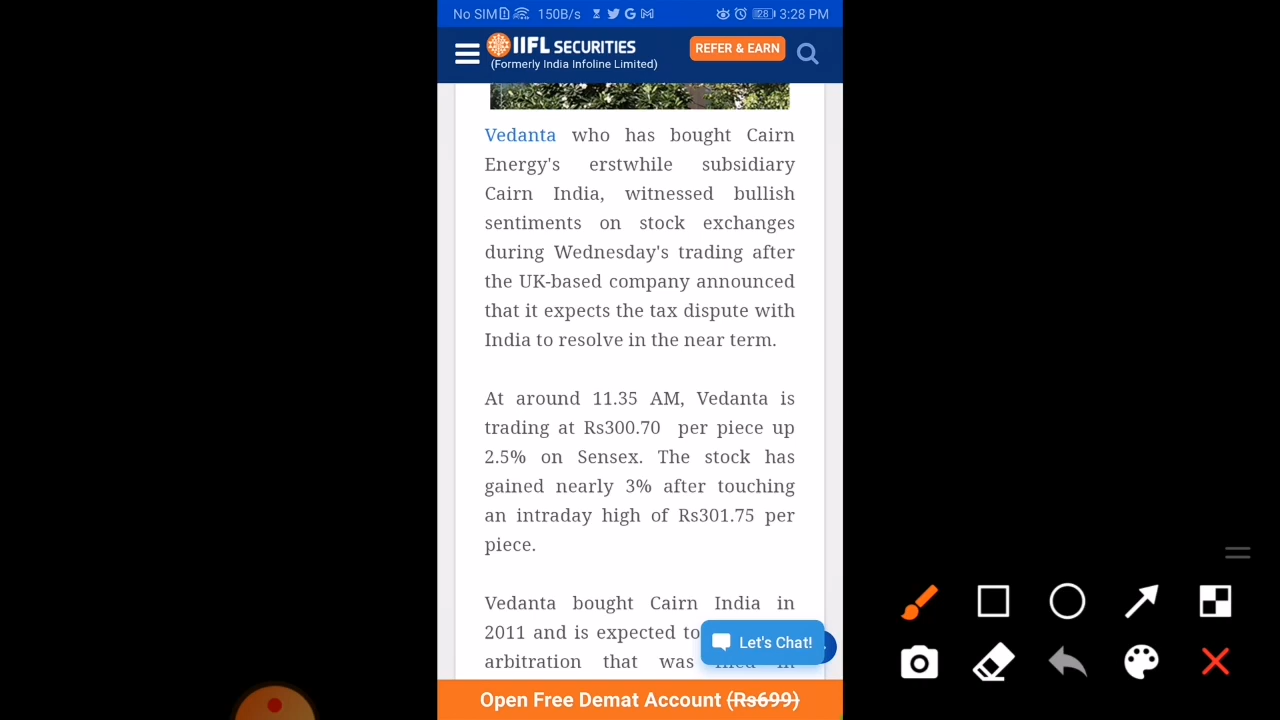 No SIM 150B/s 28 3:28 PM
IIFL SECURITIES
(Formerly India Infoline Limited)
REFER & EARN
Vedanta who has bought Cairn
Energy's erstwhile subsidiary
Cairn India, witnessed bullish
sentiments on stock exchanges
during Wednesday's trading after
the UK-based company announced
that it expects the tax dispute with
India to resolve in the near term.
At around 11.35 AM, Vedanta is
trading at Rs300.70 per piece up
2.5% on Sensex. The stock has
gained nearly 3% after touching
an intraday high of Rs301.75 per
piece.
Vedanta bought Cairn India in
2011 and is expected to
Let's Chat!
arbitration that was
Open Free Demat Account (Rs699)